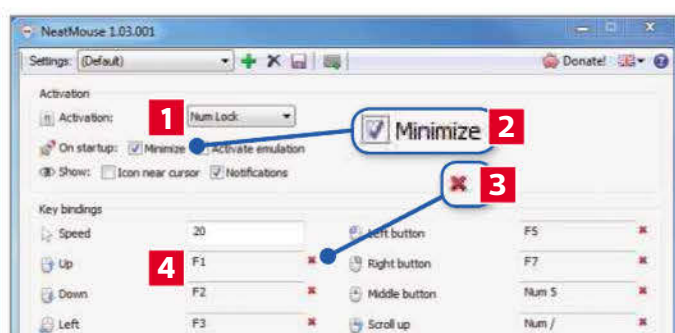 NeatMouse 1.03.001
Settings: (Default) Donate!
Activation
Activation: 1 Num Lock
On startup: Minimize Activate emulation
Minimize 2
Show: Icon near cursor Notifications
3
Key bindings
Speed 20 Left button F5
Up 4 F1 Right button F7
Down F2 Middle button Num 5
Left F3 Scroll up Num /